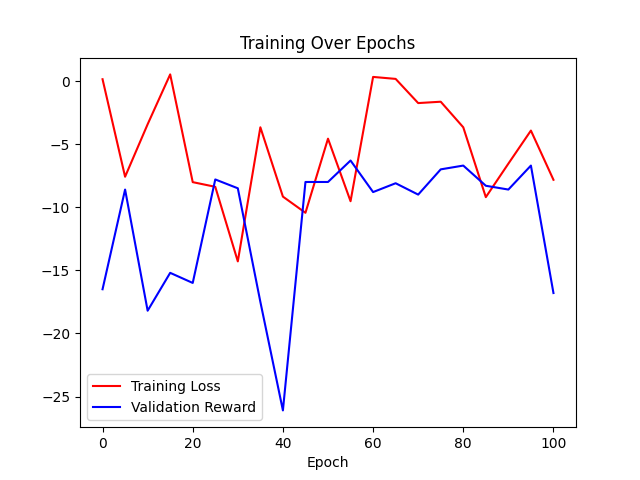 Training Over Epochs
0
−5
−10
−15
−20
−25
Training Loss
Validation Reward
0 20 40 60 80 100
Epoch